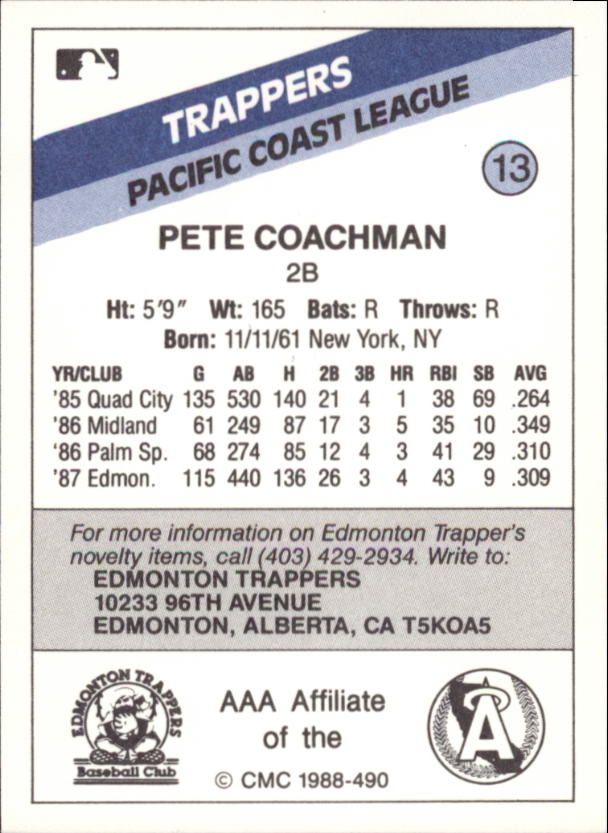 TRAPPERS
PACIFIC COAST LEAGUE
13
PETE COACHMAN
2B
Ht: 5'9" Wt: 165 Bats: R Throws: R
Born: 11/11/61 New York, NY
YR/CLUB G AB H 2B 3B HR RBI SB AVG
'85 Quad City 135 530 140 21 4 1 38 69 .264
'86 Midland 61 249 87 17 3 5 35 10 .349
'86 Palm Sp. 68 274 85 12 4 3 41 29 .310
'87 Edmon. 115 440 136 26 3 4 43 9 .309
For more information on Edmonton Trapper's
novelty items, call (403) 429-2934. Write to:
EDMONTON TRAPPERS
10233 96TH AVENUE
EDMONTON, ALBERTA, CA T5KOA5
EDMONTON TRAPPERS
Baseball Club
AAA Affiliate
of the
© CMC 1988-490
A